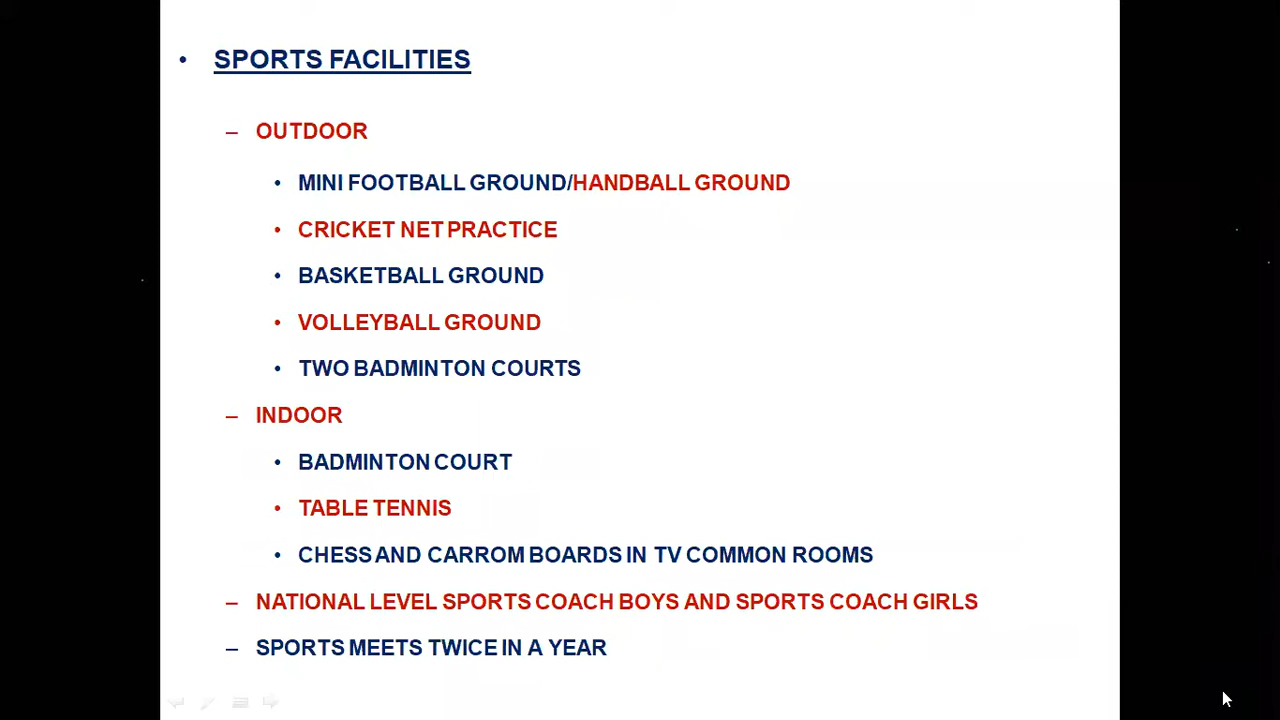 • SPORTS FACILITIES
– OUTDOOR
• MINI FOOTBALL GROUND/HANDBALL GROUND
• CRICKET NET PRACTICE
• BASKETBALL GROUND
• VOLLEYBALL GROUND
• TWO BADMINTON COURTS
– INDOOR
• BADMINTON COURT
• TABLE TENNIS
• CHESS AND CARROM BOARDS IN TV COMMON ROOMS
– NATIONAL LEVEL SPORTS COACH BOYS AND SPORTS COACH GIRLS
– SPORTS MEETS TWICE IN A YEAR